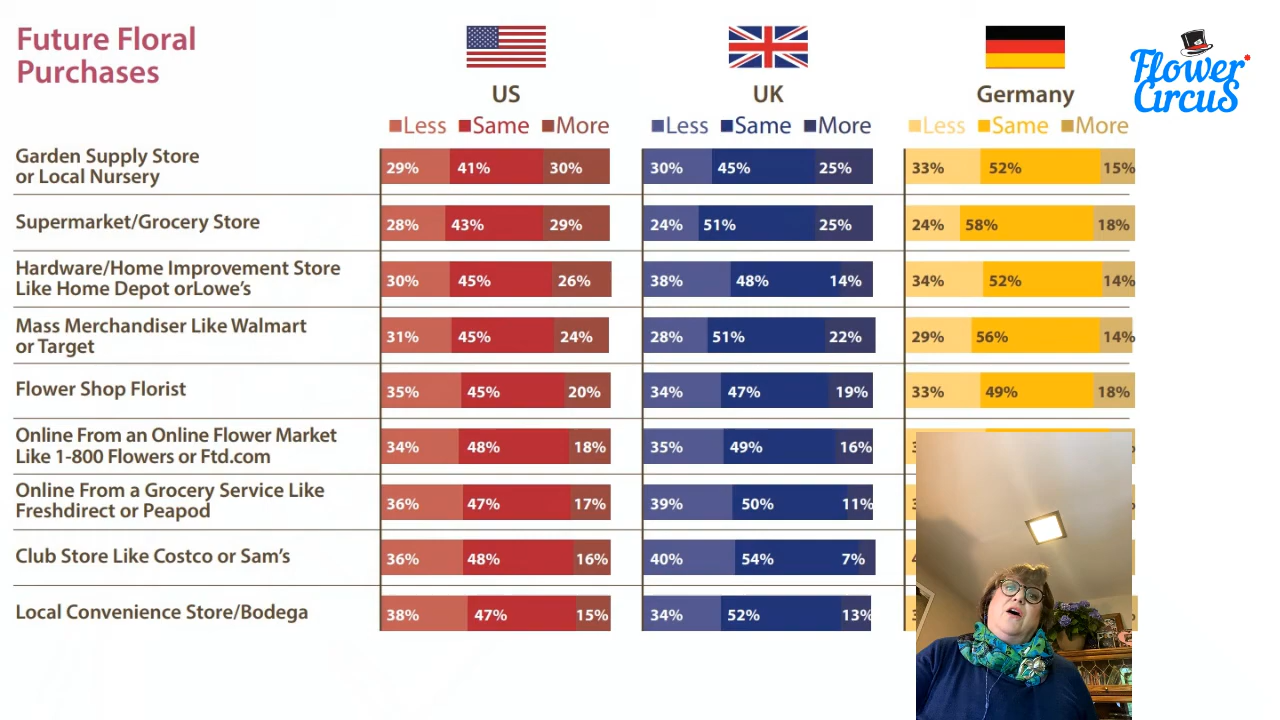 Future Floral
Purchases
US
UK
Germany
Flower
Circus
Less Same More
Less Same More
Less Same More
Garden Supply Store
or Local Nursery
29% 41% 30%
30% 45% 25%
33% 52% 15%
Supermarket/Grocery Store
28% 43% 29%
24% 51% 25%
24% 58% 18%
Hardware/Home Improvement Store
Like Home Depot orLowe's
30% 45% 26%
38% 48% 14%
34% 52% 14%
Mass Merchandiser Like Walmart
or Target
31% 45% 24%
28% 51% 22%
29% 56% 14%
Flower Shop Florist
35% 45% 20%
34% 47% 19%
33% 49% 18%
Online From an Online Flower Market
Like 1-800 Flowers or Ftd.com
34% 48% 18%
35% 49% 16%
Online From a Grocery Service Like
Freshdirect or Peapod
36% 47% 17%
39% 50% 11%
Club Store Like Costco or Sam's
36% 48% 16%
40% 54% 7%
Local Convenience Store/Bodega
38% 47% 15%
34% 52% 13%